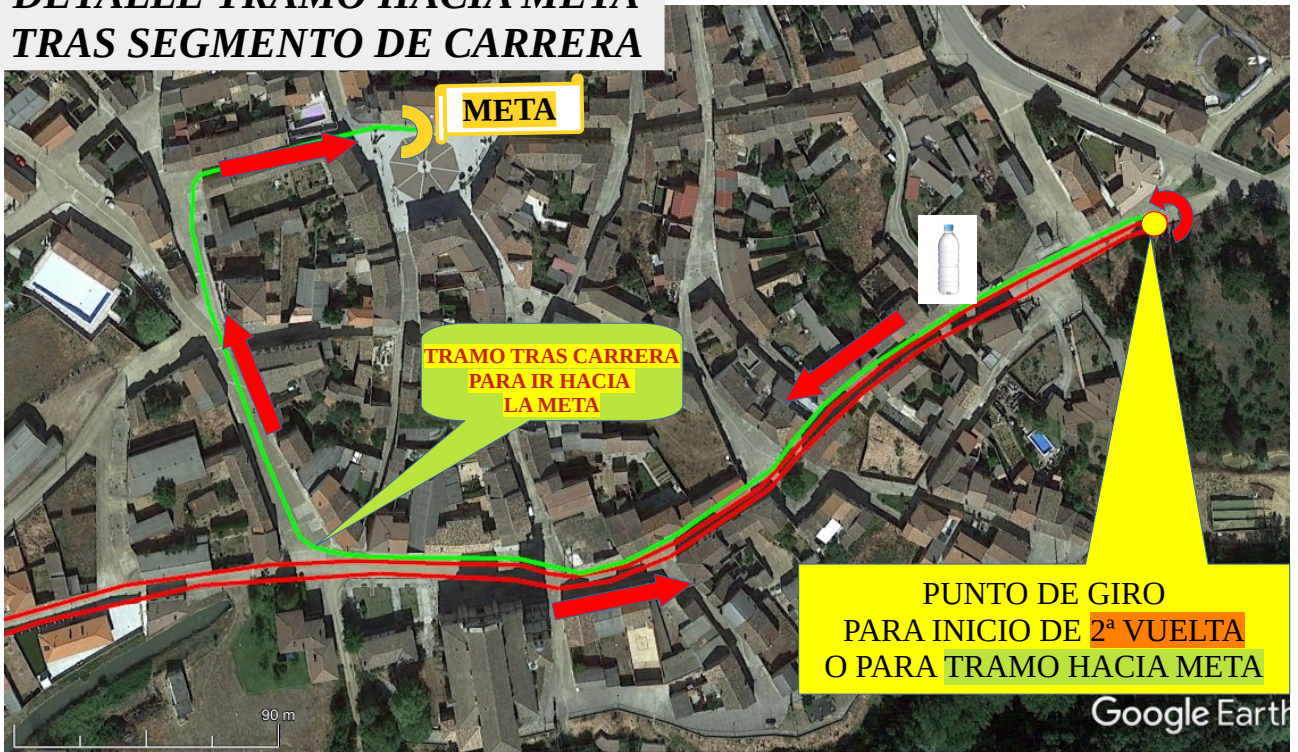 DETALLE TRAMO HACIA META
TRAS SEGMENTO DE CARRERA
META
TRAMO TRAS CARRERA
PARA IR HACIA
LA META
PUNTO DE GIRO
PARA INICIO DE 2ª VUELTA
O PARA TRAMO HACIA META
90 m
Google Earth
Z